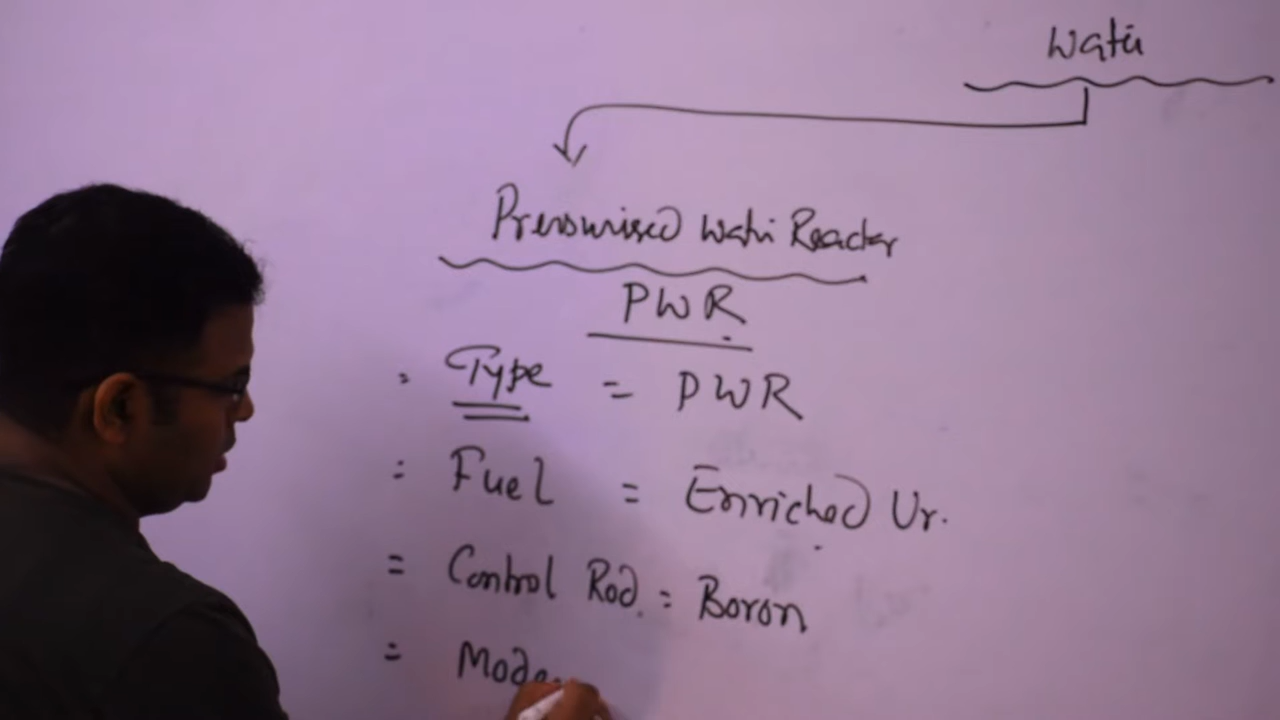 Water
Pressurised Water Reactor
PWR
Type = PWR
= Fuel = Enriched Ur.
= Control Rod = Boron
= Mode